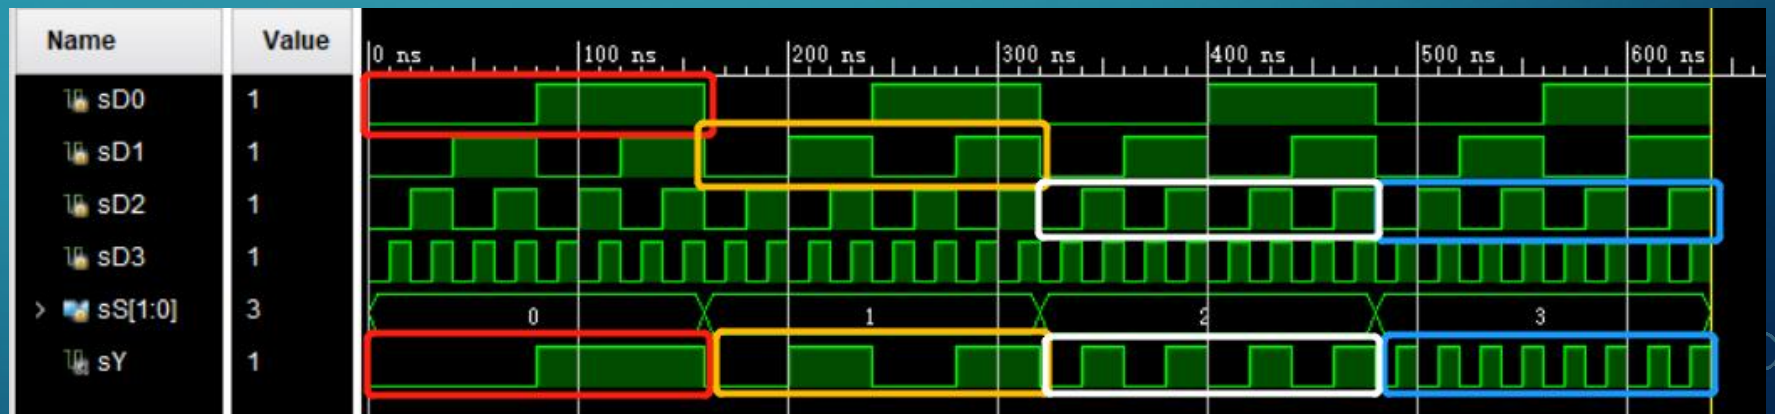 Name Value
0 ns 100 ns 200 ns 300 ns 400 ns 500 ns 600 ns
sD0 1
sD1 1
sD2 1
sD3 1
> sS[1:0] 3 0 1 2 3
sY 1